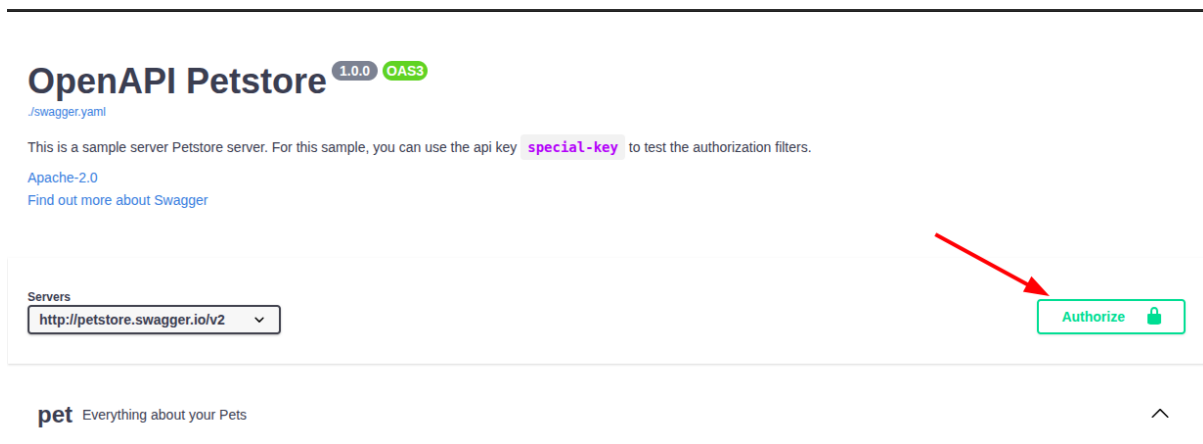 OpenAPI Petstore 1.0.0 OAS3
./swagger.yaml
This is a sample server Petstore server. For this sample, you can use the api key special-key to test the authorization filters.
Apache-2.0
Find out more about Swagger
Servers
http://petstore.swagger.io/v2
Authorize
pet Everything about your Pets